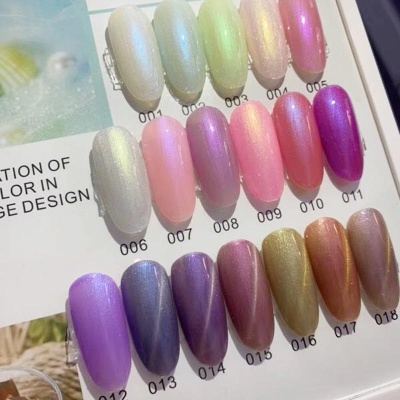 001 002 003 004 005
ATION OF
OLOR IN
GE DESIGN
006 007 008 009 010 011
012 013 014 015 016 017 018